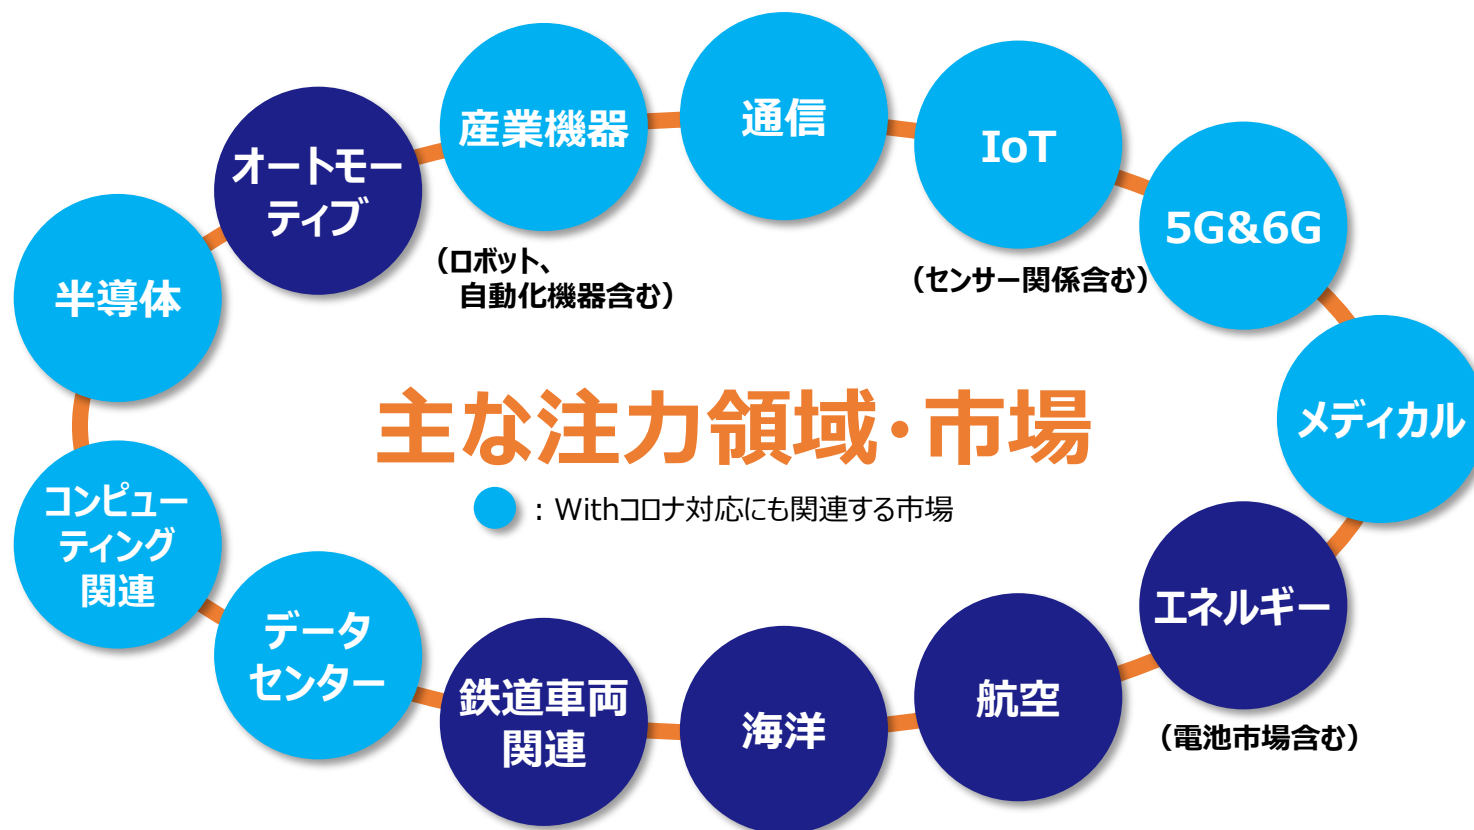 産業機器
通信
IoT
オートモー
ティブ
5G&6G
半導体
（ロボット、
自動化機器含む）
（センサー関係含む）
メディカル
主な注力領域・市場
：Withコロナ対応にも関連する市場
コンピュー
ティング
関連
データ
センター
鉄道車両
関連
海洋
航空
エネルギー
（電池市場含む）